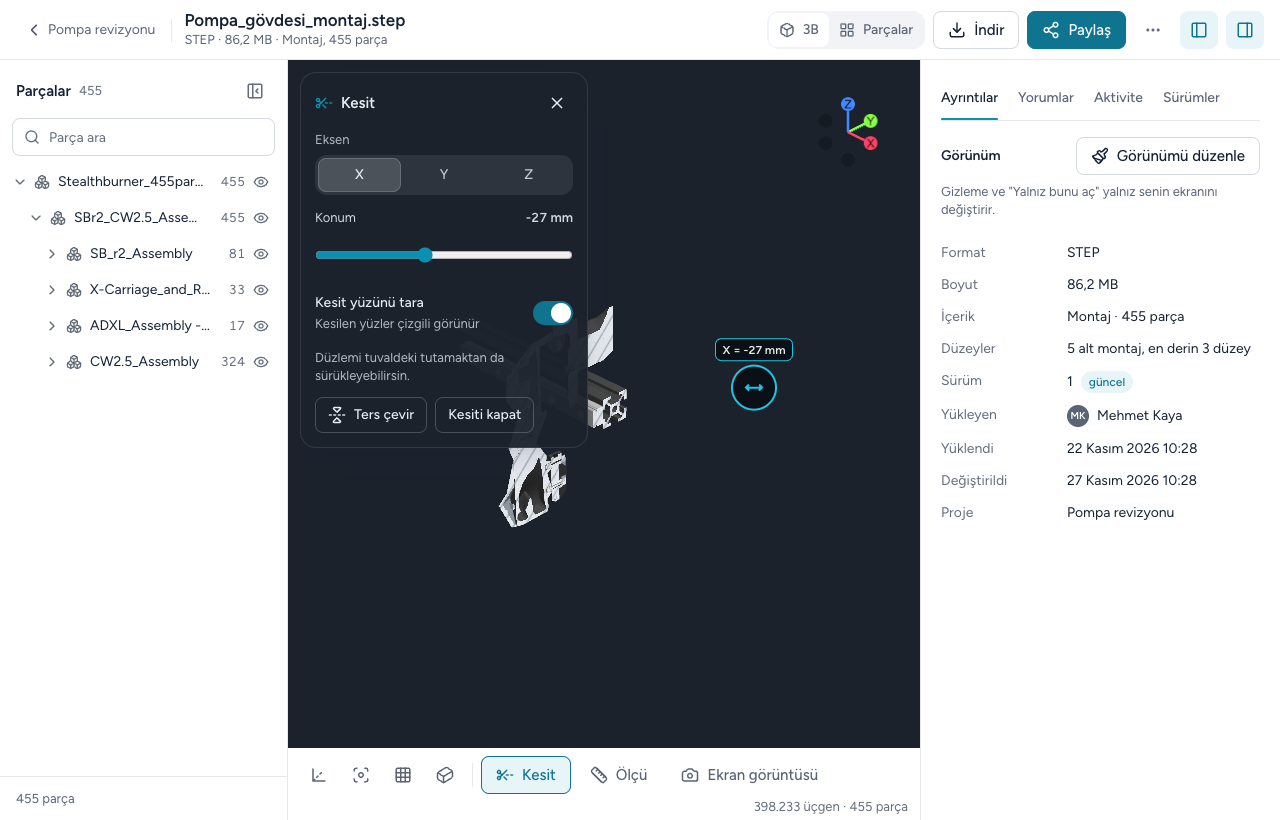 Pompa revizyonu
Pompa_gövdesi_montaj.step
STEP · 86,2 MB · Montaj, 455 parça
3B
Parçalar
İndir
Paylaş
Parçalar 455
Parça ara
Stealthburner_455par... 455
SBr2_CW2.5_Asse... 455
SB_r2_Assembly 81
X-Carriage_and_R... 33
ADXL_Assembly -... 17
CW2.5_Assembly 324
455 parça
Kesit
Eksen
X Y Z
Konum -27 mm
Kesit yüzünü tara
Kesilen yüzler çizgili görünür
Düzlemi tuvaldeki tutamaktan da
sürükleyebilirsin.
Ters çevir
Kesiti kapat
X = -27 mm
Z
Y
X
Kesit
Ölçü
Ekran görüntüsü
398.233 üçgen · 455 parça
Ayrıntılar Yorumlar Aktivite Sürümler
Görünüm
Görünümü düzenle
Gizleme ve "Yalnız bunu aç" yalnız senin ekranını
değiştirir.
Format STEP
Boyut 86,2 MB
İçerik Montaj · 455 parça
Düzeyler 5 alt montaj, en derin 3 düzey
Sürüm 1 güncel
Yükleyen MK Mehmet Kaya
Yüklendi 22 Kasım 2026 10:28
Değiştirildi 27 Kasım 2026 10:28
Proje Pompa revizyonu